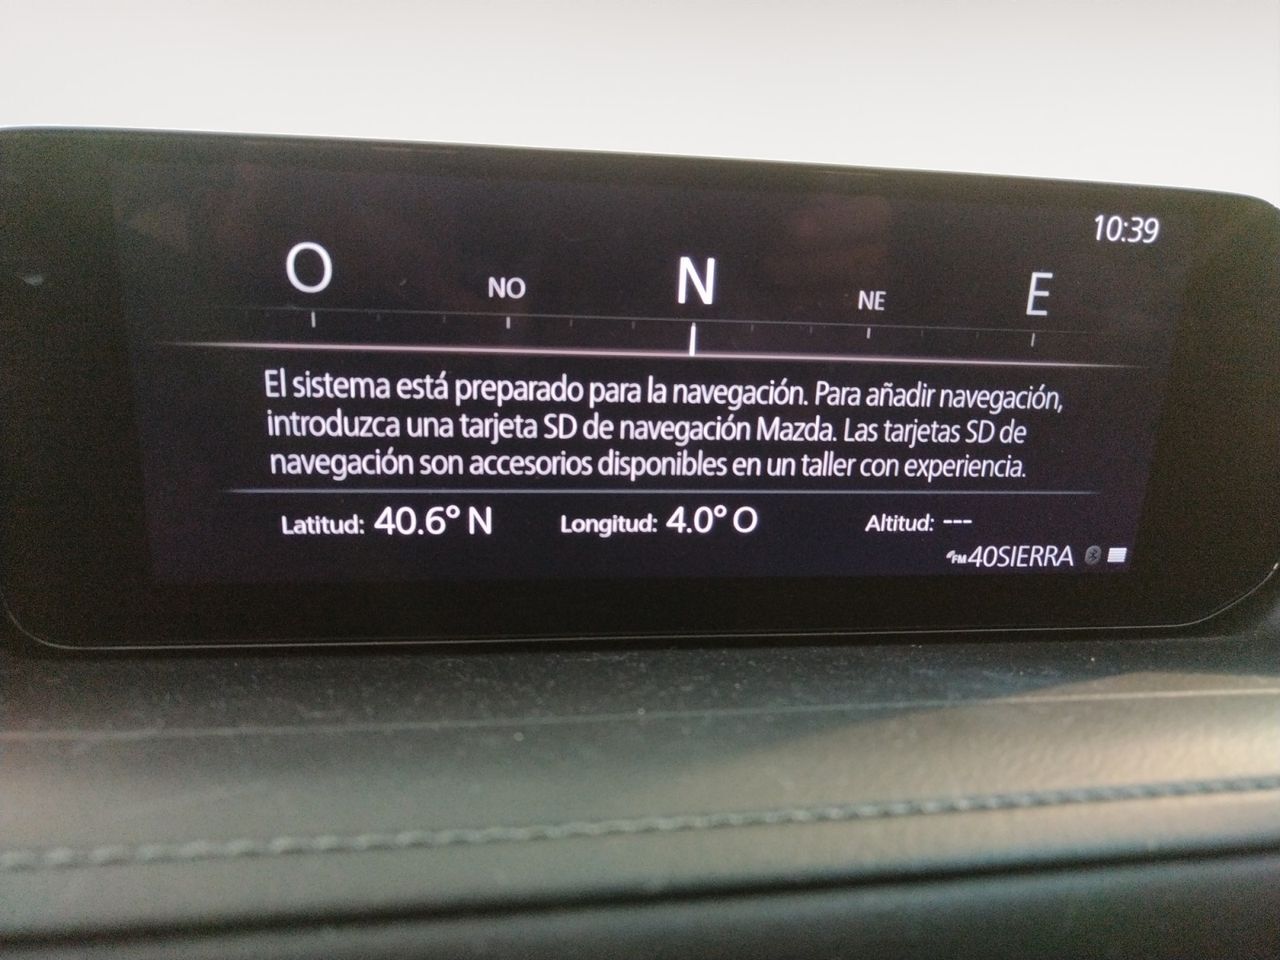 10:39
O NO N NE E
El sistema está preparado para la navegación. Para añadir navegación,
introduzca una tarjeta SD de navegación Mazda. Las tarjetas SD de
navegación son accesorios disponibles en un taller con experiencia.
Latitud: 40.6° N Longitud: 4.0° O Altitud: ---
FM 40SIERRA